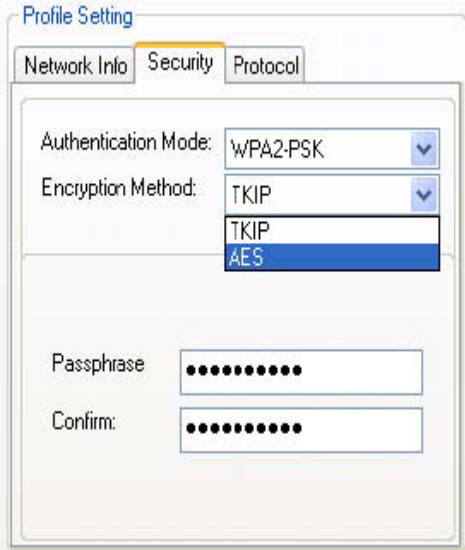 Profile Setting
Network Info Security Protocol
Authentication Mode: WPA2-PSK
Encryption Method: TKIP
TKIP
AES
Passphrase ●●●●●●●●●●
Confirm: ●●●●●●●●●●